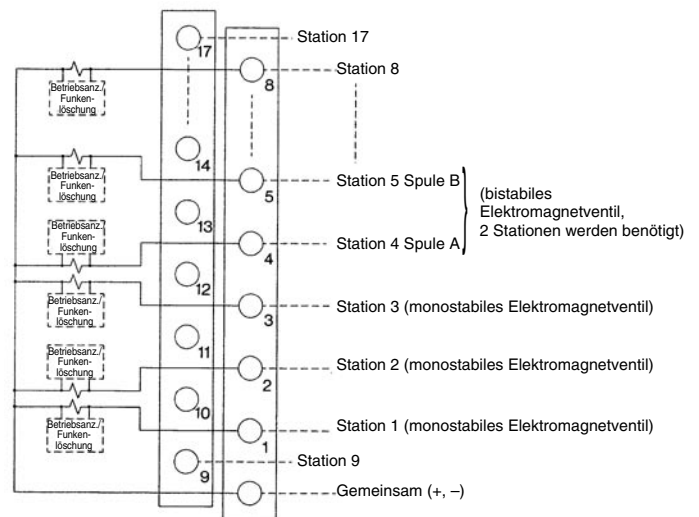 17
Station 17
8
Station 8
Betriebsanz./
Funken-
löschung
14
Betriebsanz./
Funken-
löschung
5
Station 5 Spule B
(bistabiles
Elektromagnetventil,
2 Stationen werden benötigt)
13
Betriebsanz./
Funken-
löschung
4
Station 4 Spule A
12
Betriebsanz./
Funken-
löschung
3
Station 3 (monostabiles Elektromagnetventil)
11
Betriebsanz./
Funken-
löschung
2
Station 2 (monostabiles Elektromagnetventil)
10
Betriebsanz./
Funken-
löschung
1
Station 1 (monostabiles Elektromagnetventil)
9
Station 9
Gemeinsam (+, –)